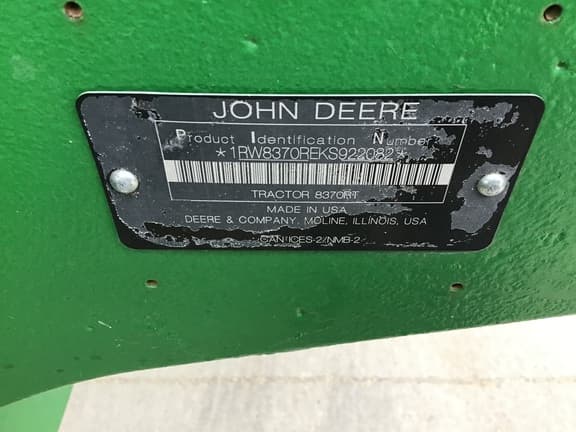 JOHN DEERE
Product Identification Number
*1RW8370REKS922082*
TRACTOR 8370RT
MADE IN USA
DEERE & COMPANY, MOLINE, ILLINOIS, USA
CAN ICES-2/NMB-2